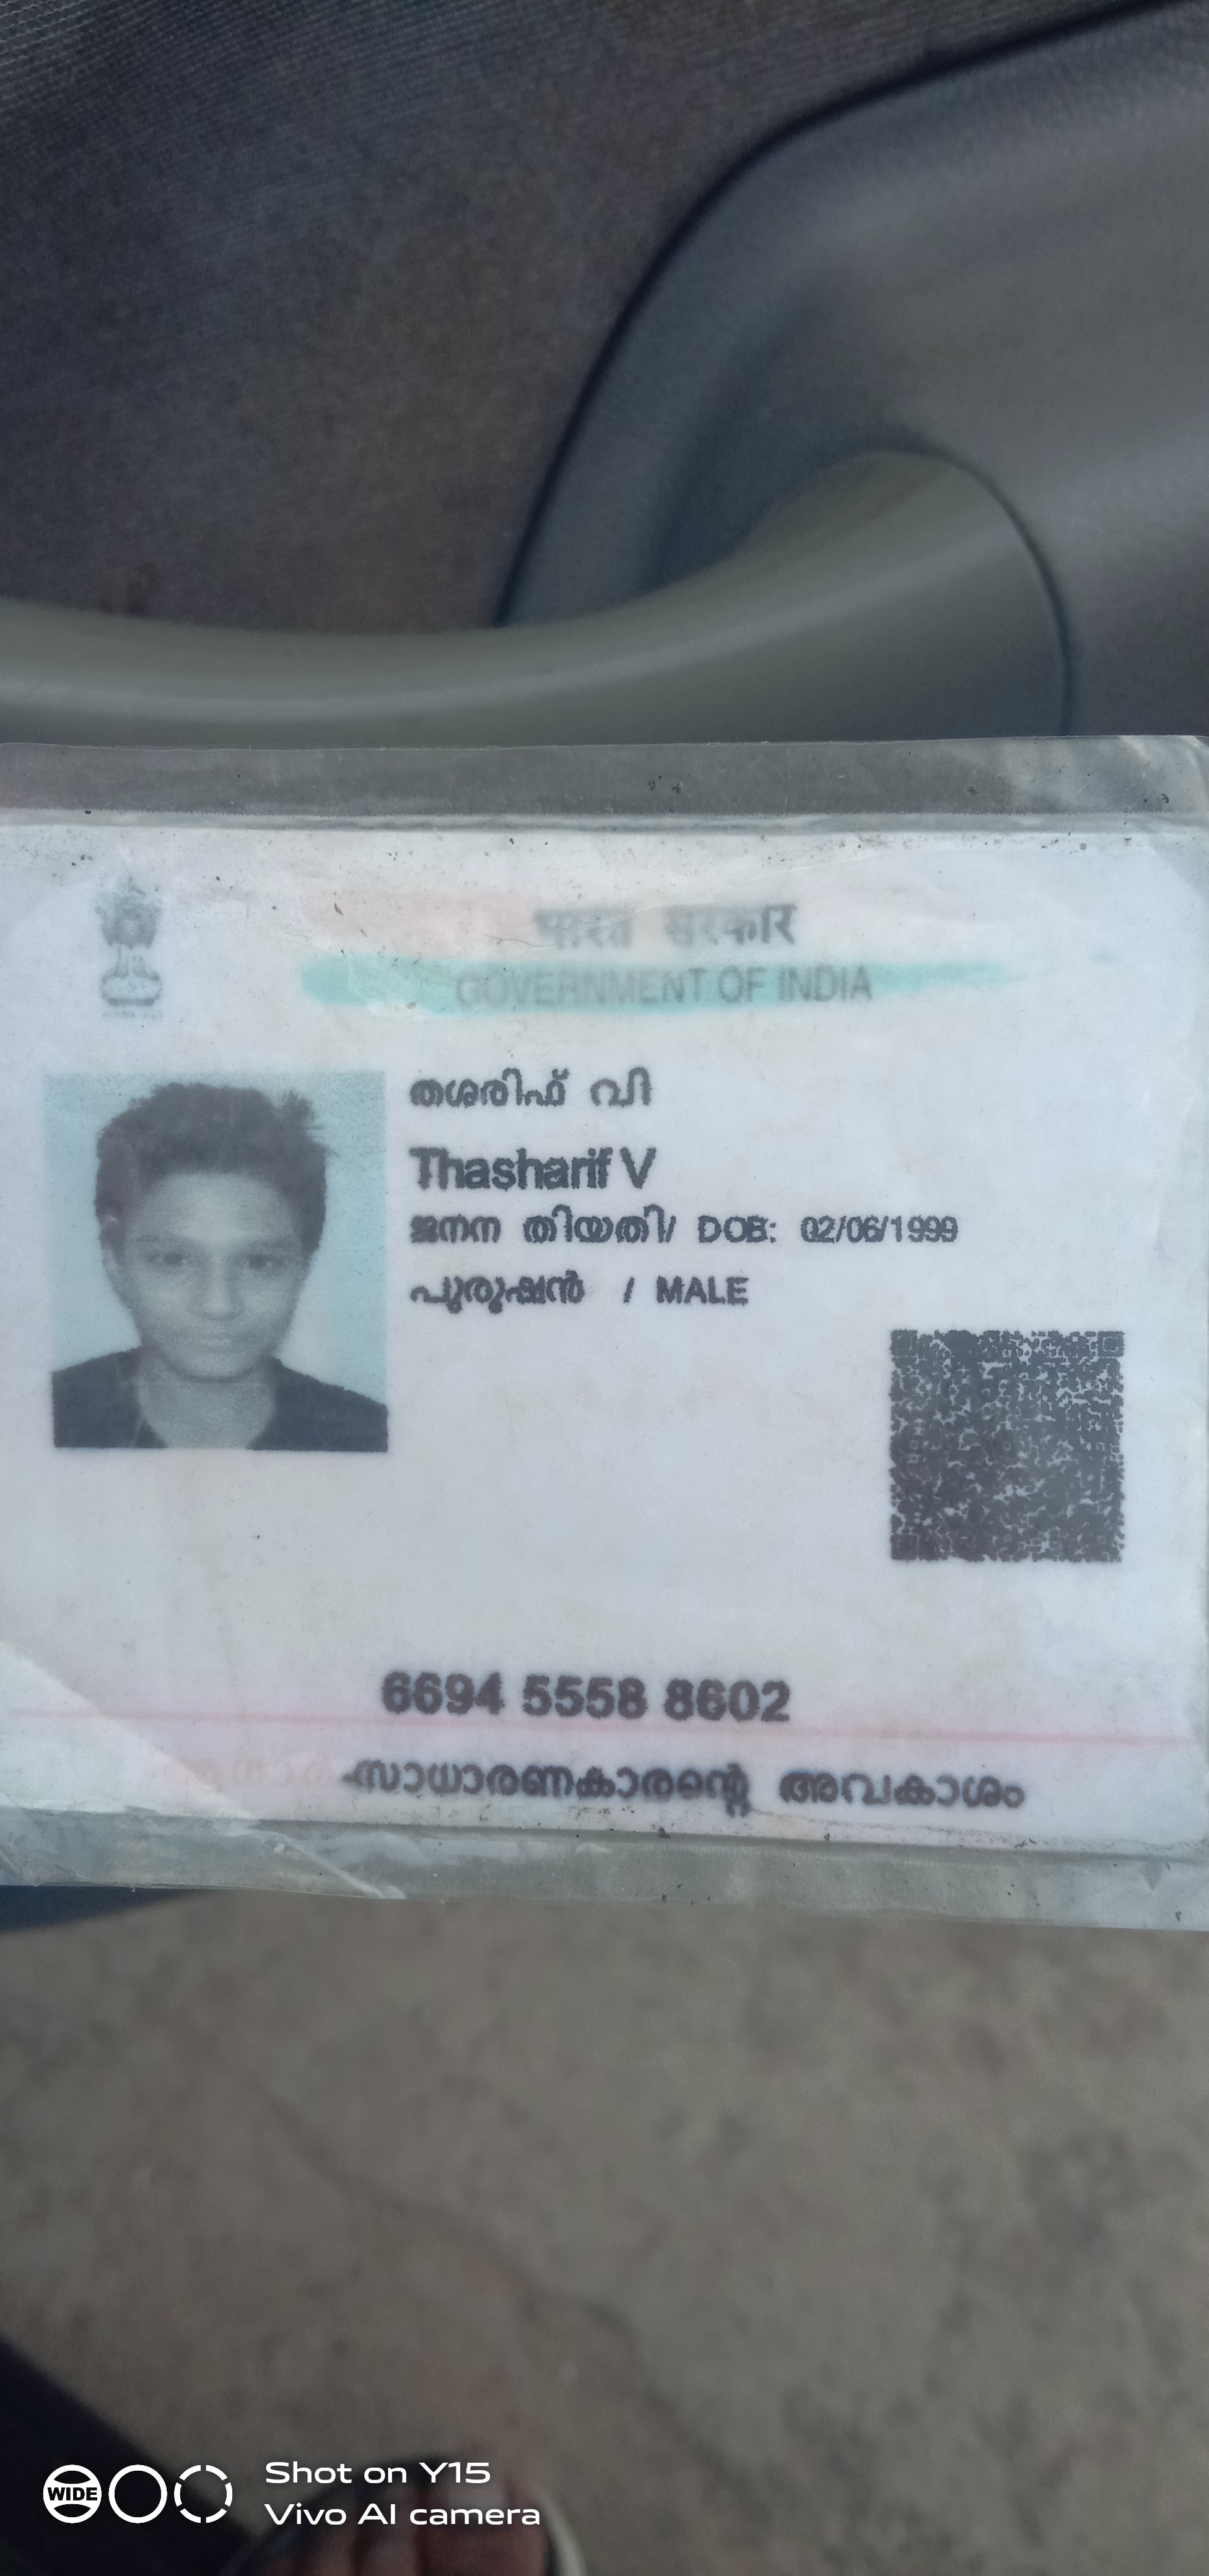 भारत सरकार
GOVERNMENT OF INDIA
തശരിഫ് വി
Thasharif V
ജനന തിയതി/ DOB: 02/06/1999
പുരുഷൻ / MALE
6694 5558 8602
സാധാരണകാരന്റെ അവകാശം
WIDE
Shot on Y15
Vivo AI camera